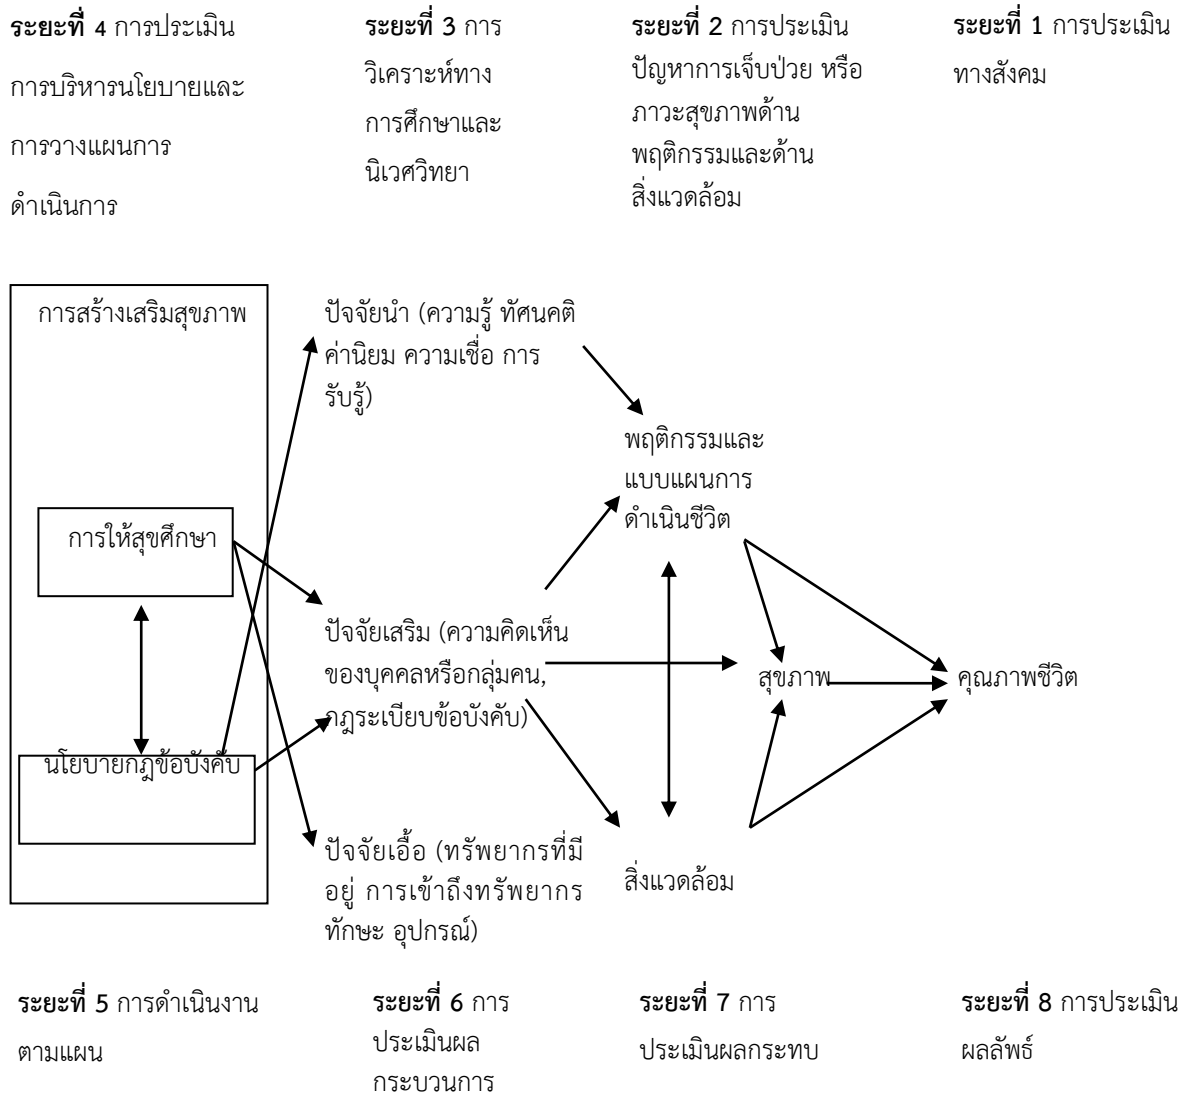 ระยะที่ 4 การประเมิน
การบริหารนโยบายและ
การวางแผนการ
ดำเนินการ
ระยะที่ 3 การ
วิเคราะห์ทาง
การศึกษาและ
นิเวศวิทยา
ระยะที่ 2 การประเมิน
ปัญหาการเจ็บป่วย หรือ
ภาวะสุขภาพด้าน
พฤติกรรมและด้าน
สิ่งแวดล้อม
ระยะที่ 1 การประเมิน
ทางสังคม
การสร้างเสริมสุขภาพ
การให้สุขศึกษา
นโยบายกฎข้อบังคับ
ปัจจัยนำ (ความรู้ ทัศนคติ
ค่านิยม ความเชื่อ การ
รับรู้)
ปัจจัยเสริม (ความคิดเห็น
ของบุคคลหรือกลุ่มคน,
กฎระเบียบข้อบังคับ)
ปัจจัยเอื้อ (ทรัพยากรที่มี
อยู่ การเข้าถึงทรัพยากร
ทักษะ อุปกรณ์)
พฤติกรรมและ
แบบแผนการ
ดำเนินชีวิต
สิ่งแวดล้อม
สุขภาพ
คุณภาพชีวิต
ระยะที่ 5 การดำเนินงาน
ตามแผน
ระยะที่ 6 การ
ประเมินผล
กระบวนการ
ระยะที่ 7 การ
ประเมินผลกระทบ
ระยะที่ 8 การประเมิน
ผลลัพธ์